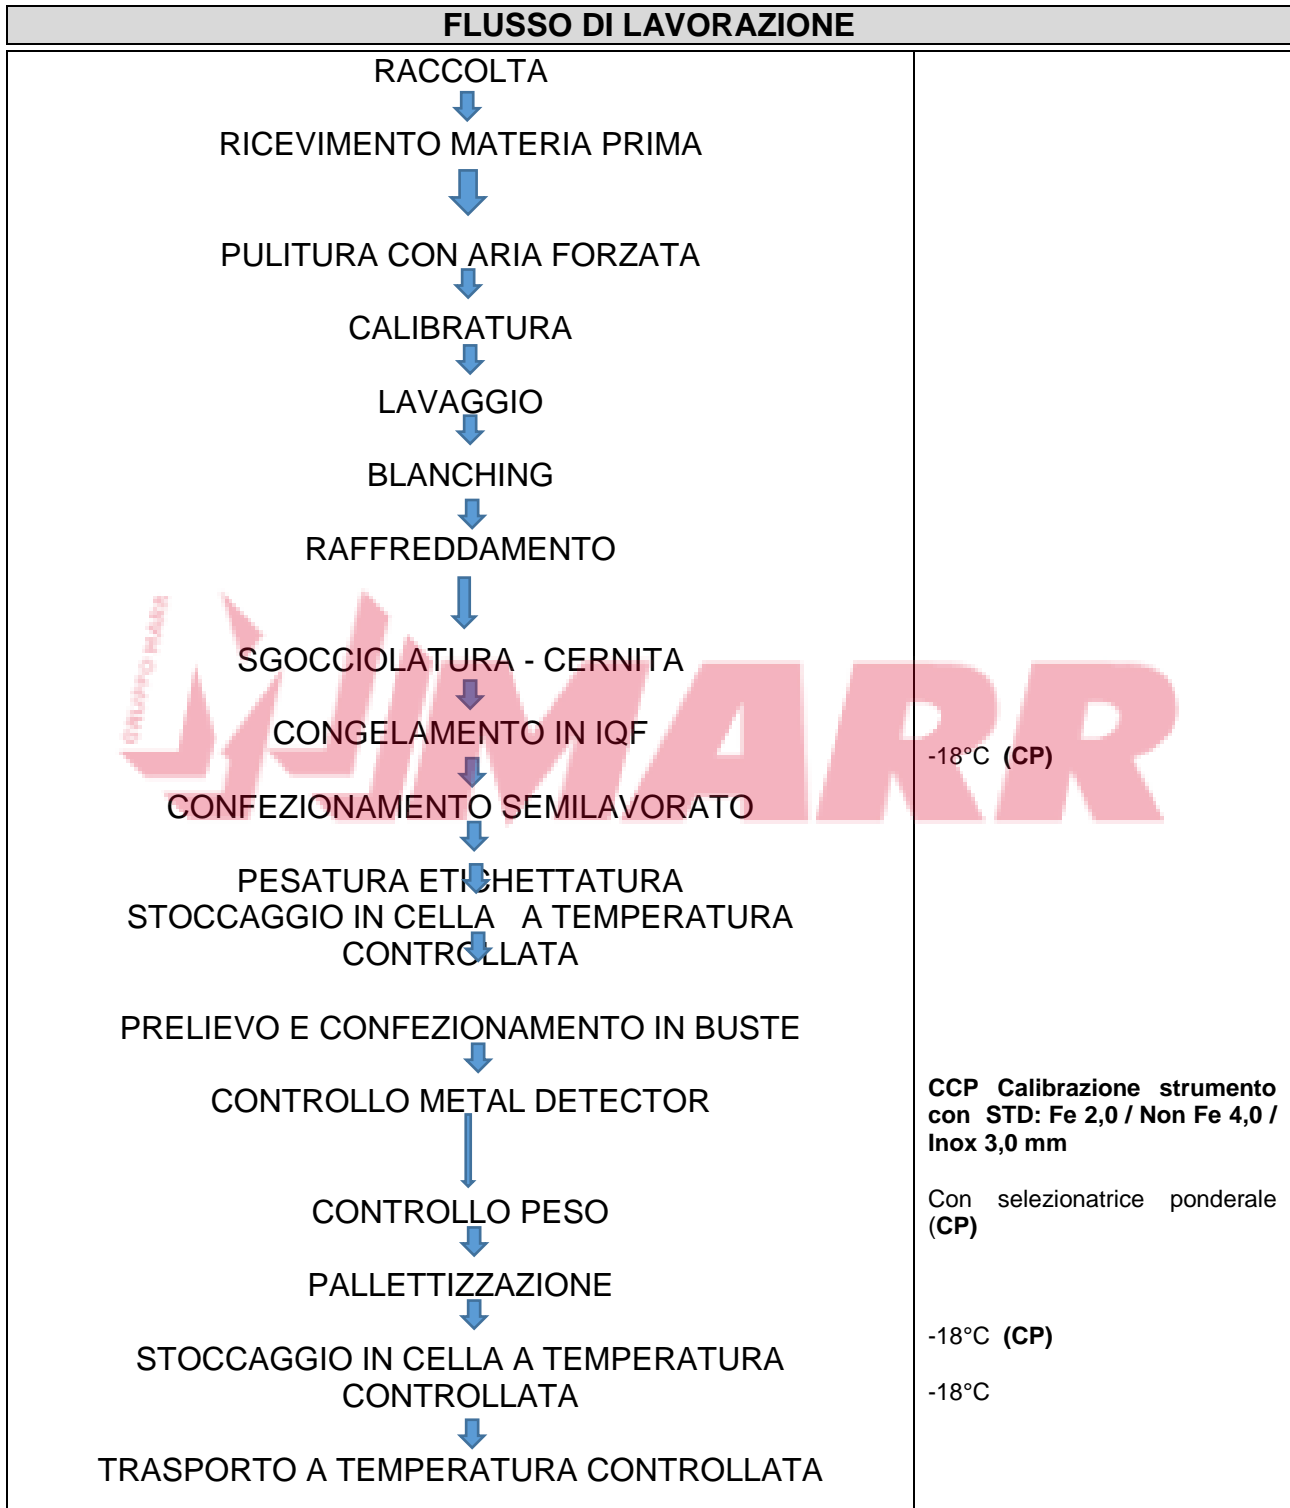 FLUSSO DI LAVORAZIONE
RACCOLTA
RICEVIMENTO MATERIA PRIMA
PULITURA CON ARIA FORZATA
CALIBRATURA
LAVAGGIO
BLANCHING
RAFFREDDAMENTO
SGOCCIOLATURA - CERNITA
CONGELAMENTO IN IQF
-18°C (CP)
CONFEZIONAMENTO SEMILAVORATO
PESATURA ETICHETTATURA
STOCCAGGIO IN CELLA A TEMPERATURA
CONTROLLATA
PRELIEVO E CONFEZIONAMENTO IN BUSTE
CONTROLLO METAL DETECTOR
CCP Calibrazione strumento
con STD: Fe 2,0 / Non Fe 4,0 /
Inox 3,0 mm
CONTROLLO PESO
Con selezionatrice ponderale
(CP)
PALLETTIZZAZIONE
STOCCAGGIO IN CELLA A TEMPERATURA
CONTROLLATA
-18°C (CP)
-18°C
TRASPORTO A TEMPERATURA CONTROLLATA
GRUPPO MARR
MARR